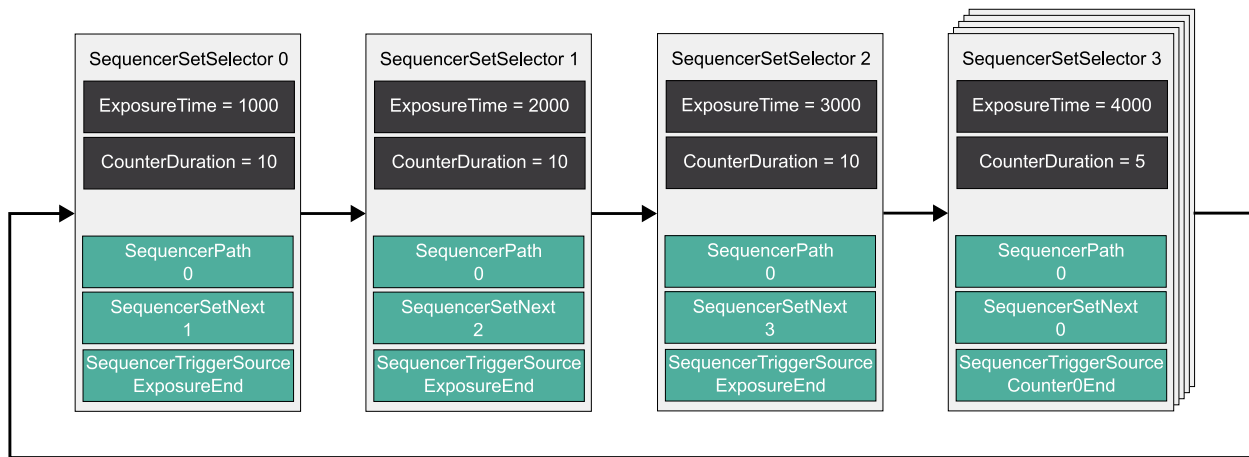 SequencerSetSelector 0
ExposureTime = 1000
CounterDuration = 10
SequencerPath
0
SequencerSetNext
1
SequencerTriggerSource
ExposureEnd
SequencerSetSelector 1
ExposureTime = 2000
CounterDuration = 10
SequencerPath
0
SequencerSetNext
2
SequencerTriggerSource
ExposureEnd
SequencerSetSelector 2
ExposureTime = 3000
CounterDuration = 10
SequencerPath
0
SequencerSetNext
3
SequencerTriggerSource
ExposureEnd
SequencerSetSelector 3
ExposureTime = 4000
CounterDuration = 5
SequencerPath
0
SequencerSetNext
0
SequencerTriggerSource
Counter0End